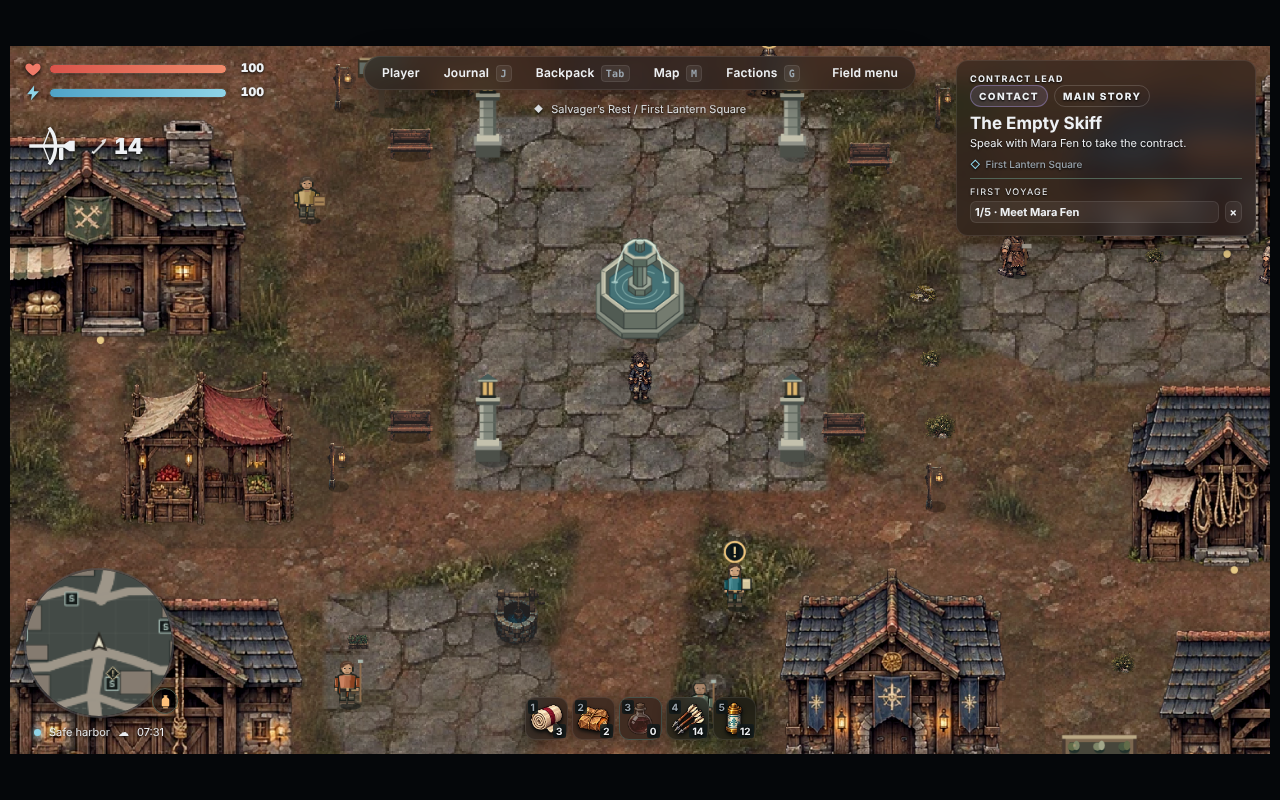 100
100
14
Player Journal J Backpack Tab Map M Factions G Field menu
Salvager's Rest / First Lantern Square
CONTRACT LEAD
CONTACT MAIN STORY
The Empty Skiff
Speak with Mara Fen to take the contract.
First Lantern Square
FIRST VOYAGE
1/5 · Meet Mara Fen ×
!
S
S
S
Safe harbor 07:31
1 3
2 2
3 0
4 14
5 12